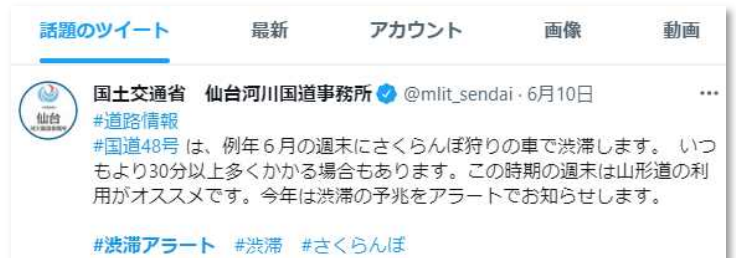 話題のツイート 最新 アカウント 画像 動画
国土交通省 仙台河川国道事務所 @mlit_sendai · 6月10日 ···
仙台
#道路情報
#国道48号 は、例年６月の週末にさくらんぼ狩りの車で渋滞します。 いつ
もより30分以上多くかかる場合もあります。この時期の週末は山形道の利
用がオススメです。今年は渋滞の予兆をアラートでお知らせします。
#渋滞アラート #渋滞 #さくらんぼ